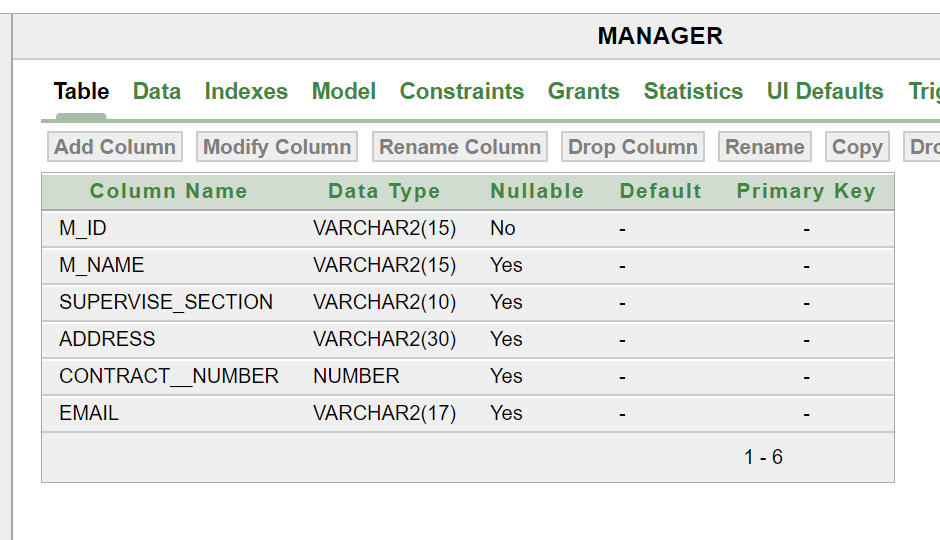 MANAGER
Table Data Indexes Model Constraints Grants Statistics UI Defaults
Add Column Modify Column Rename Column Drop Column Rename Copy
Column Name Data Type Nullable Default Primary Key
M_ID VARCHAR2(15) No - -
M_NAME VARCHAR2(15) Yes - -
SUPERVISE_SECTION VARCHAR2(10) Yes - -
ADDRESS VARCHAR2(30) Yes - -
CONTRACT__NUMBER NUMBER Yes - -
EMAIL VARCHAR2(17) Yes - -
1 - 6